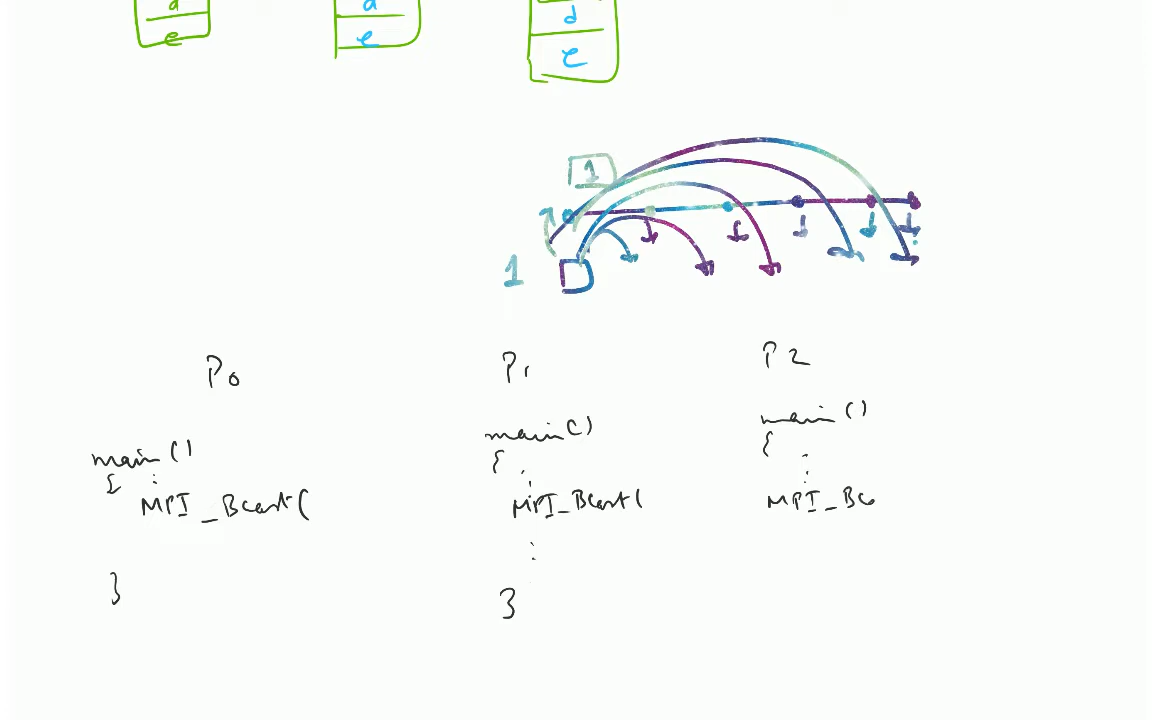 d d d
e e e
1
1
P0 P1 P2
main() main() main()
{ { {
MPI_Bcast( MPI_Bcast( MPI_Bc
} }